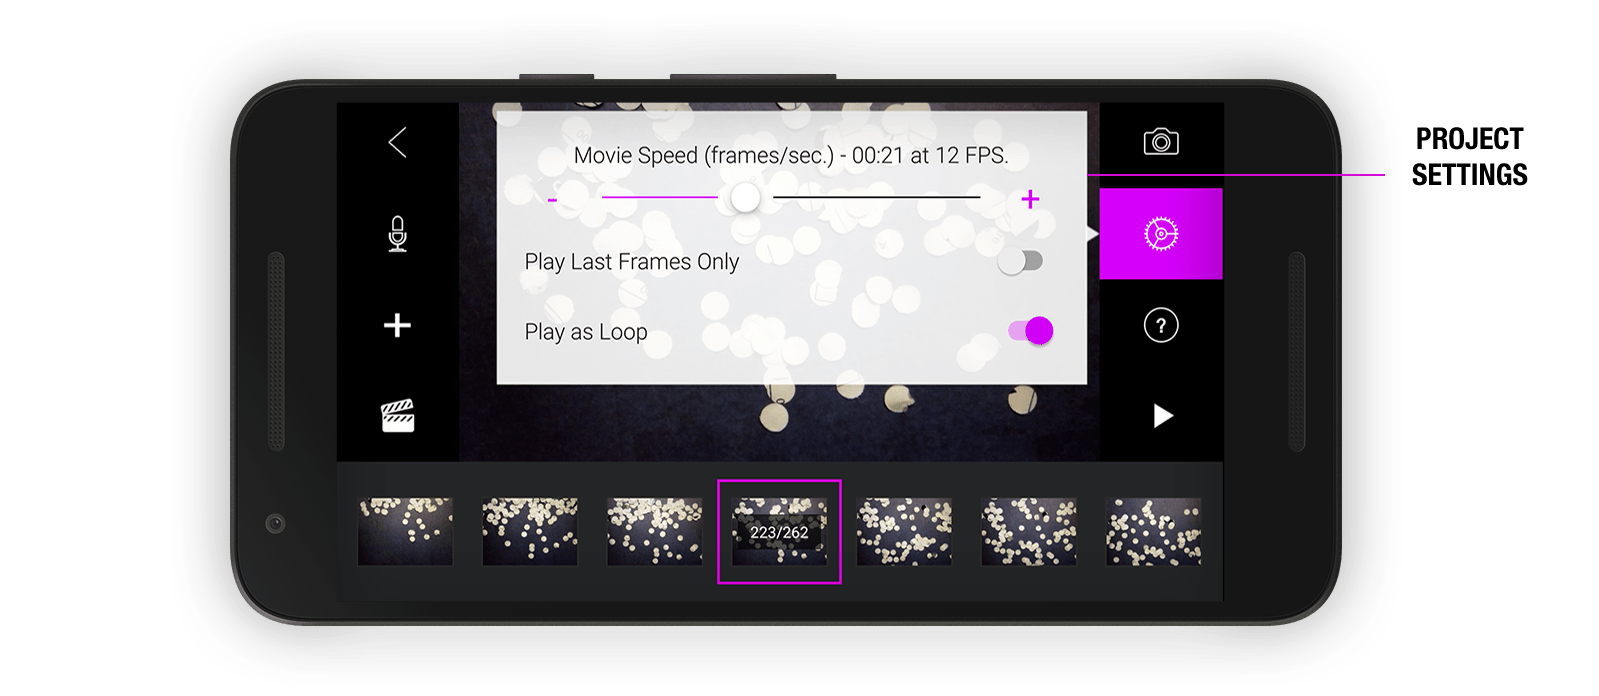 Movie Speed (frames/sec.) - 00:21 at 12 FPS.
- +
Play Last Frames Only
Play as Loop
?
223/262
PROJECT
SETTINGS